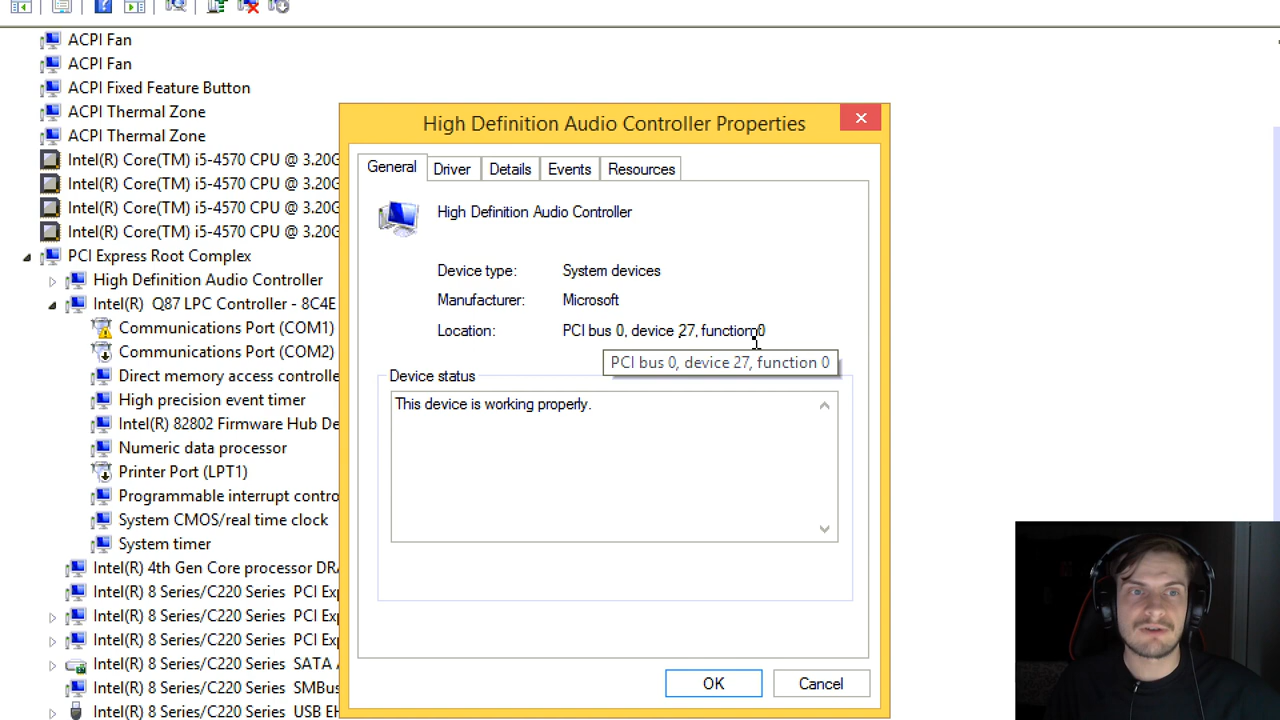 ACPI Fan
ACPI Fan
ACPI Fixed Feature Button
ACPI Thermal Zone
ACPI Thermal Zone
Intel(R) Core(TM) i5-4570 CPU @ 3.20G
Intel(R) Core(TM) i5-4570 CPU @ 3.20G
Intel(R) Core(TM) i5-4570 CPU @ 3.20G
Intel(R) Core(TM) i5-4570 CPU @ 3.20G
PCI Express Root Complex
High Definition Audio Controller
Intel(R) Q87 LPC Controller - 8C4E
Communications Port (COM1)
Communications Port (COM2)
Direct memory access controlle
High precision event timer
Intel(R) 82802 Firmware Hub De
Numeric data processor
Printer Port (LPT1)
Programmable interrupt contro
System CMOS/real time clock
System timer
Intel(R) 4th Gen Core processor DRA
Intel(R) 8 Series/C220 Series PCI Exp
Intel(R) 8 Series/C220 Series PCI Exp
Intel(R) 8 Series/C220 Series PCI Exp
Intel(R) 8 Series/C220 Series SATA A
Intel(R) 8 Series/C220 Series SMBus
Intel(R) 8 Series/C220 Series USB EH
High Definition Audio Controller Properties
General Driver Details Events Resources
High Definition Audio Controller
Device type: System devices
Manufacturer: Microsoft
Location: PCI bus 0, device 27, function 0
PCI bus 0, device 27, function 0
Device status
This device is working properly.
OK Cancel